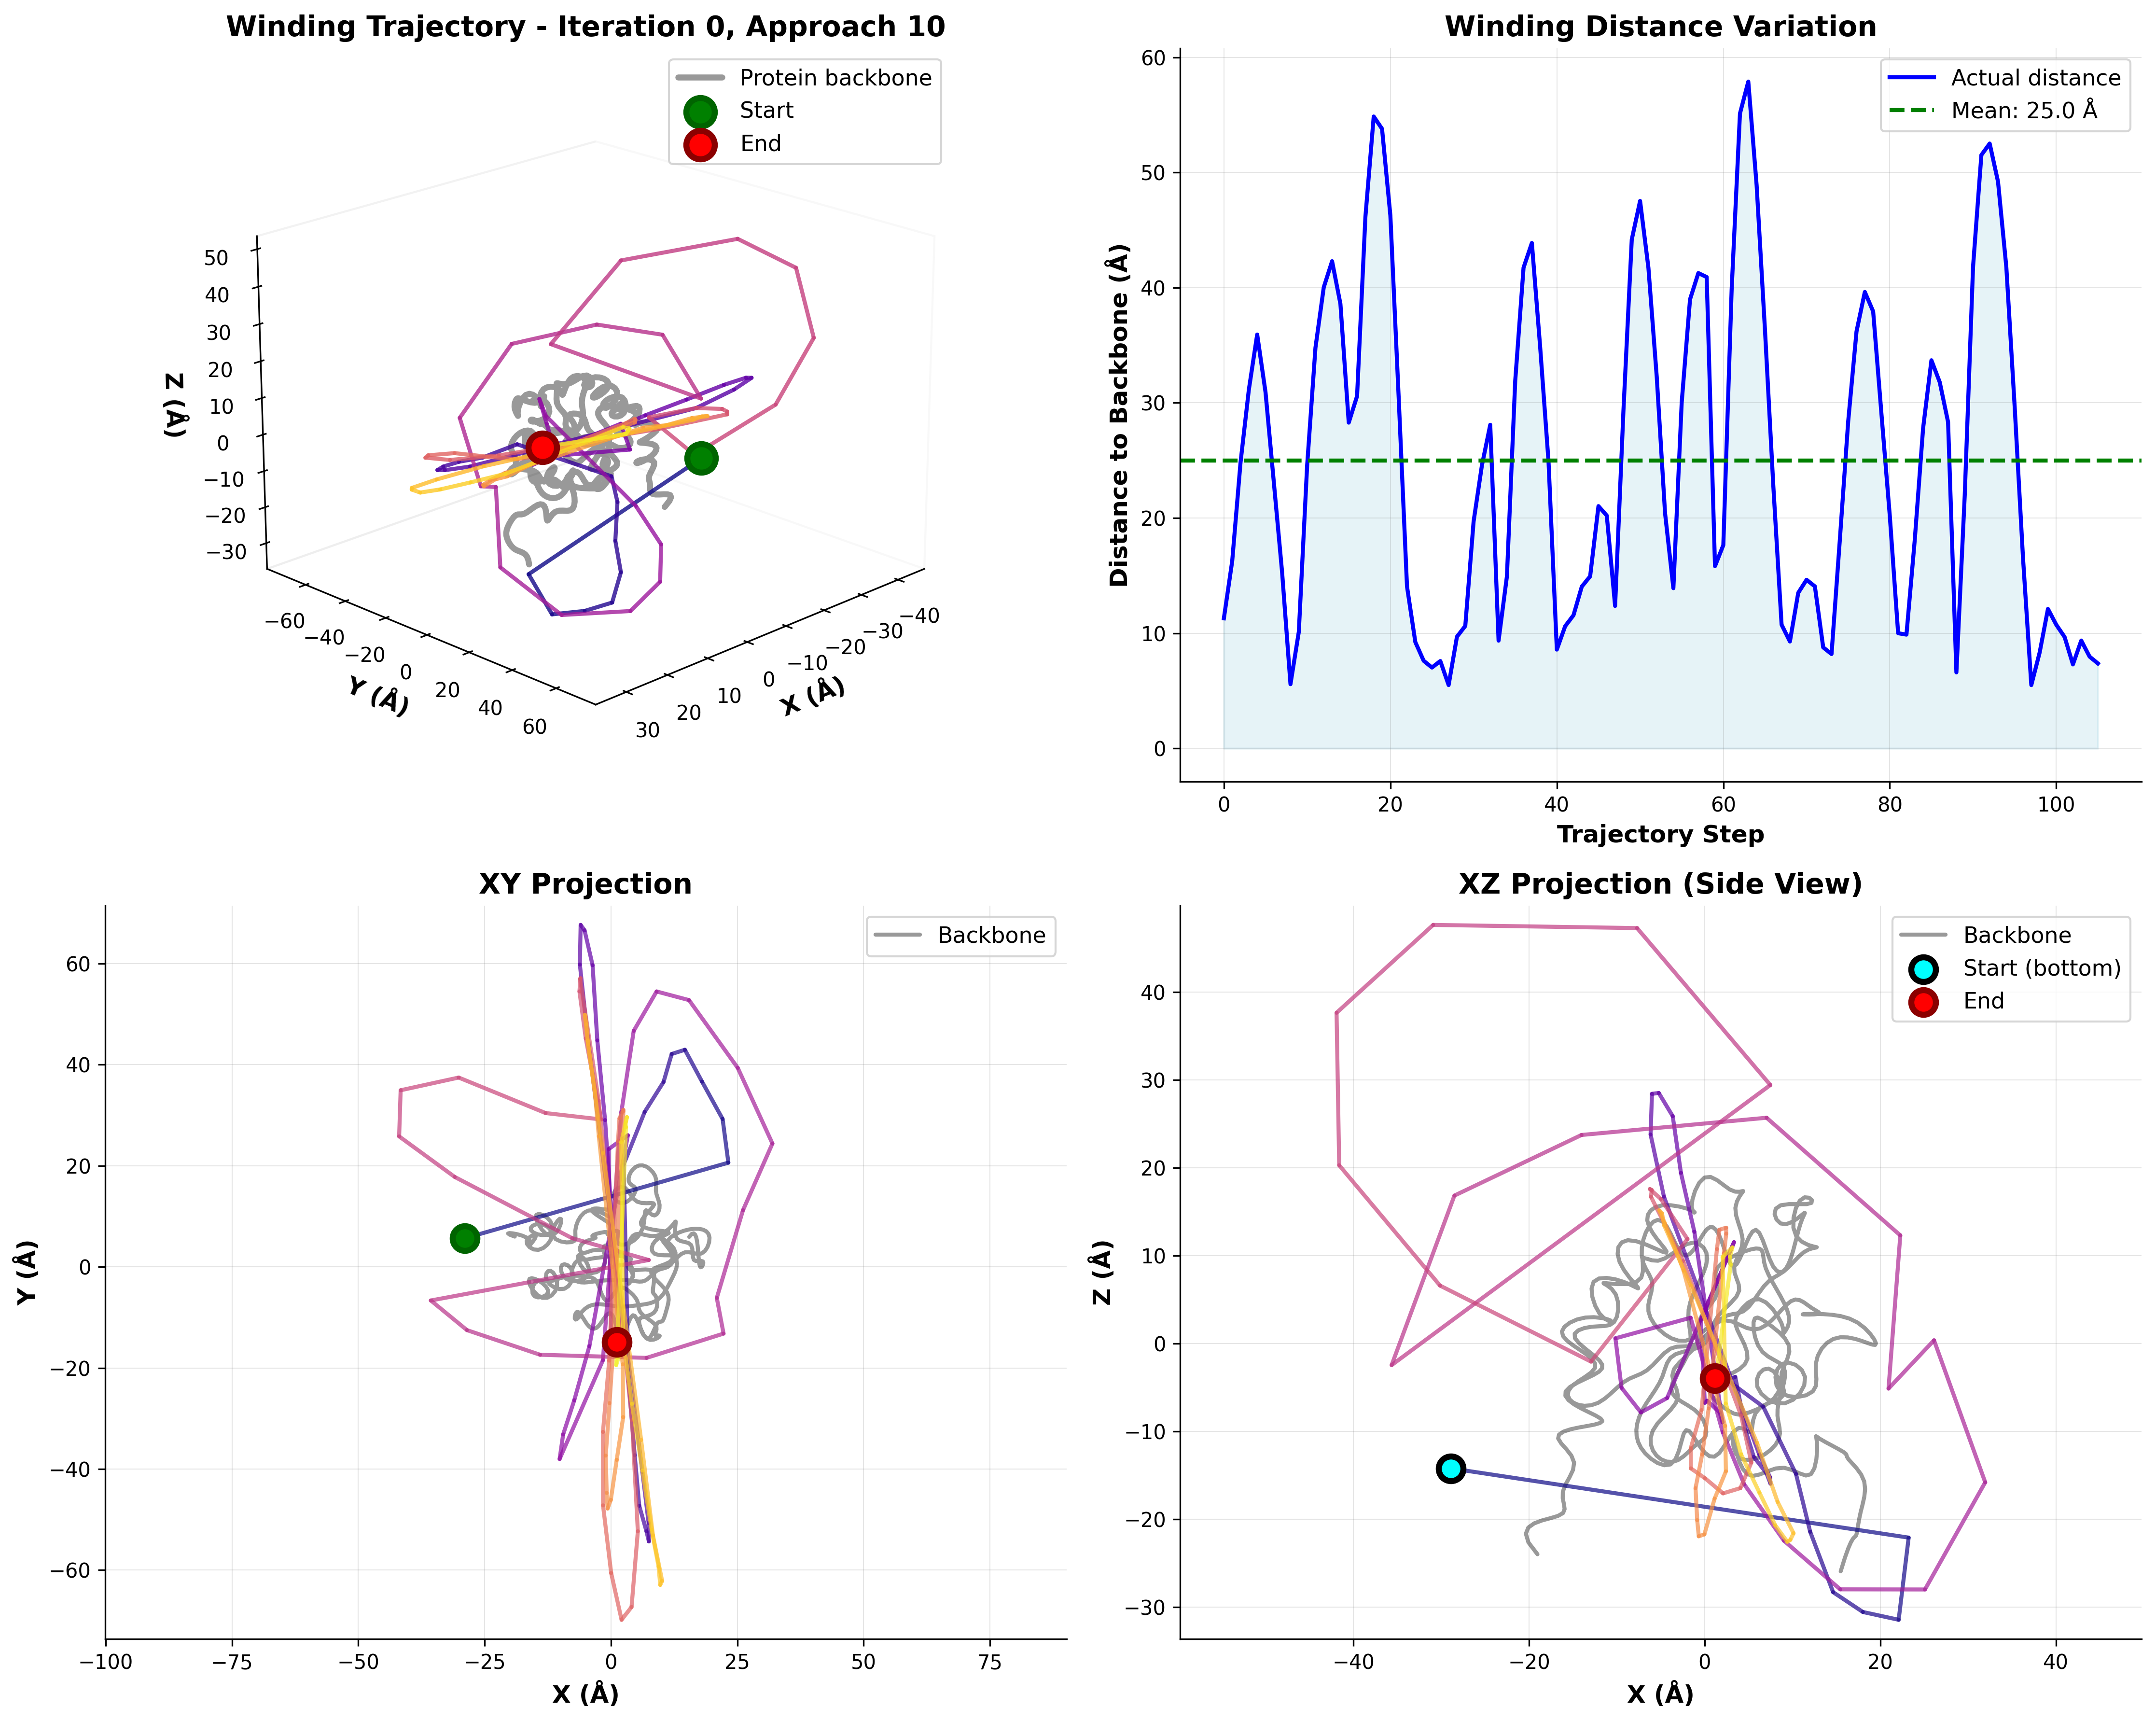 Winding Trajectory - Iteration 0, Approach 10
Protein backbone
Start
End
50
40
30
20
10
0
−10
−20
−30
Z (Å)
−60
−40
−20
0
20
40
60
Y (Å)
30
20
10
0
−10
−20
−30
−40
X (Å)
Winding Distance Variation
Actual distance
Mean: 25.0 Å
60
50
40
30
20
10
0
Distance to Backbone (Å)
0 20 40 60 80 100
Trajectory Step
XY Projection
Backbone
60
40
20
0
−20
−40
−60
Y (Å)
−100 −75 −50 −25 0 25 50 75
X (Å)
XZ Projection (Side View)
Backbone
Start (bottom)
End
40
30
20
10
0
−10
−20
−30
Z (Å)
−40 −20 0 20 40
X (Å)